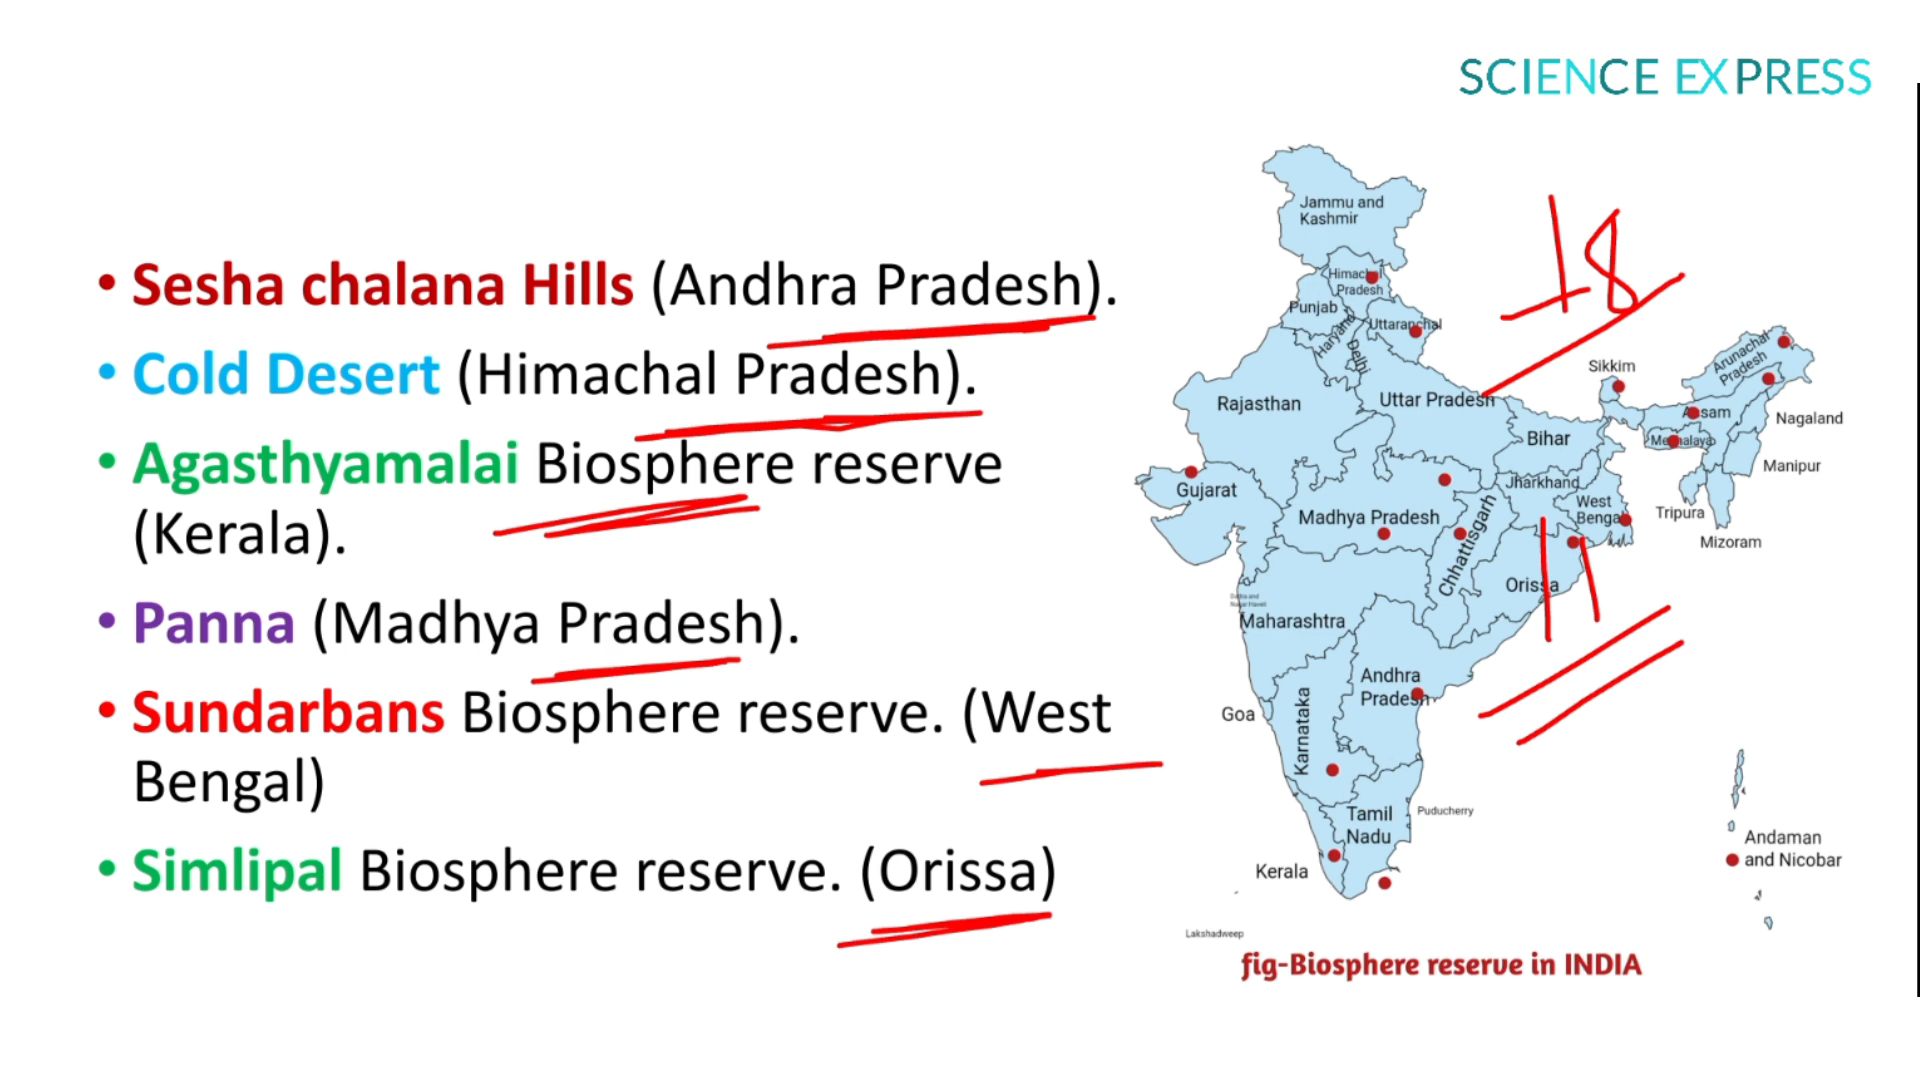 SCIENCE EXPRESS
• Sesha chalana Hills (Andhra Pradesh).
• Cold Desert (Himachal Pradesh).
• Agasthyamalai Biosphere reserve
(Kerala).
• Panna (Madhya Pradesh).
• Sundarbans Biosphere reserve. (West
Bengal)
• Simlipal Biosphere reserve. (Orissa)
Jammu and
Kashmir
Himachal
Pradesh
Punjab
Uttaranchal
Haryana
Delhi
18
Sikkim
Arunachal
Pradesh
Rajasthan
Uttar Pradesh
Assam
Nagaland
Bihar
Meghalaya
Manipur
Gujarat
Jharkhand
West
Bengal
Tripura
Madhya Pradesh
Chhattisgarh
Mizoram
Orissa
11
Maharashtra
Andhra
Pradesh
Goa
Karnataka
Tamil
Nadu
Puducherry
Andaman
and Nicobar
Kerala
Lakshadweep
fig-Biosphere reserve in INDIA